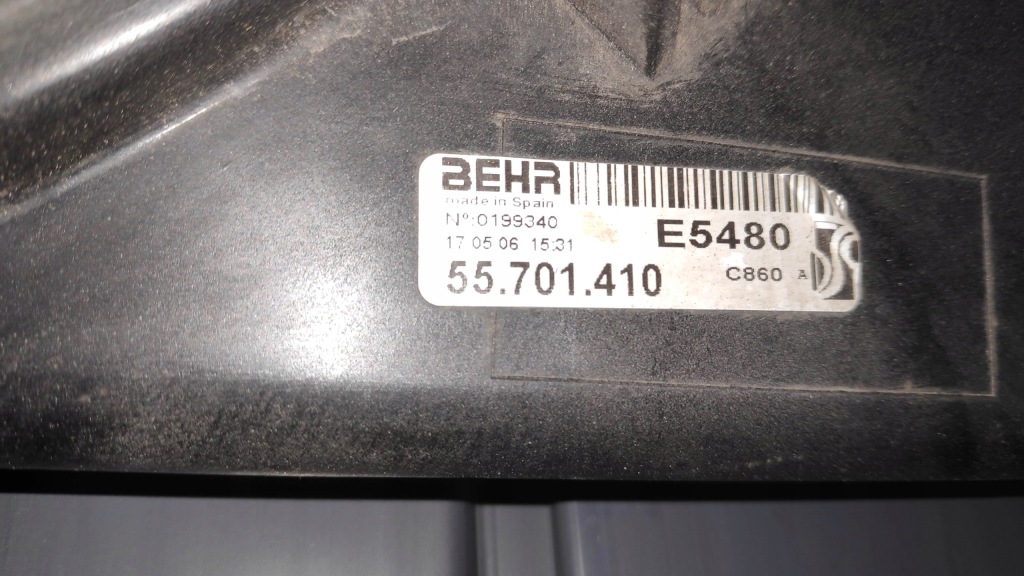 BEHR
made in Spain
Nº:0199340
17 05 06 15:31
E5480
55.701.410
C860 A